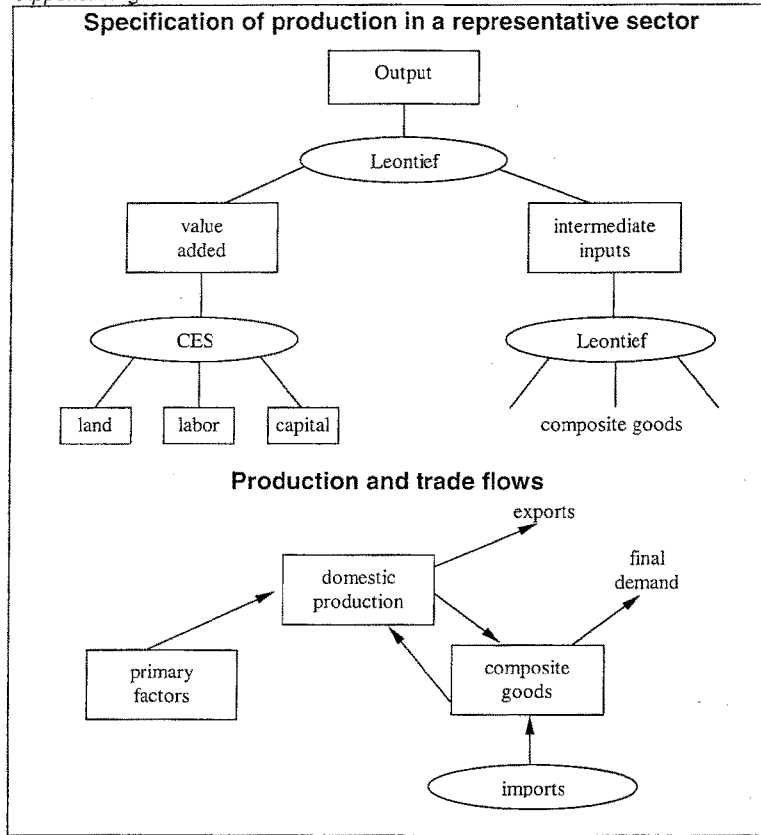 Specification of production in a representative sector
Output
Leontief
value
added
intermediate
inputs
CES
Leontief
land
labor
capital
composite goods
Production and trade flows
exports
final
demand
domestic
production
primary
factors
composite
goods
imports